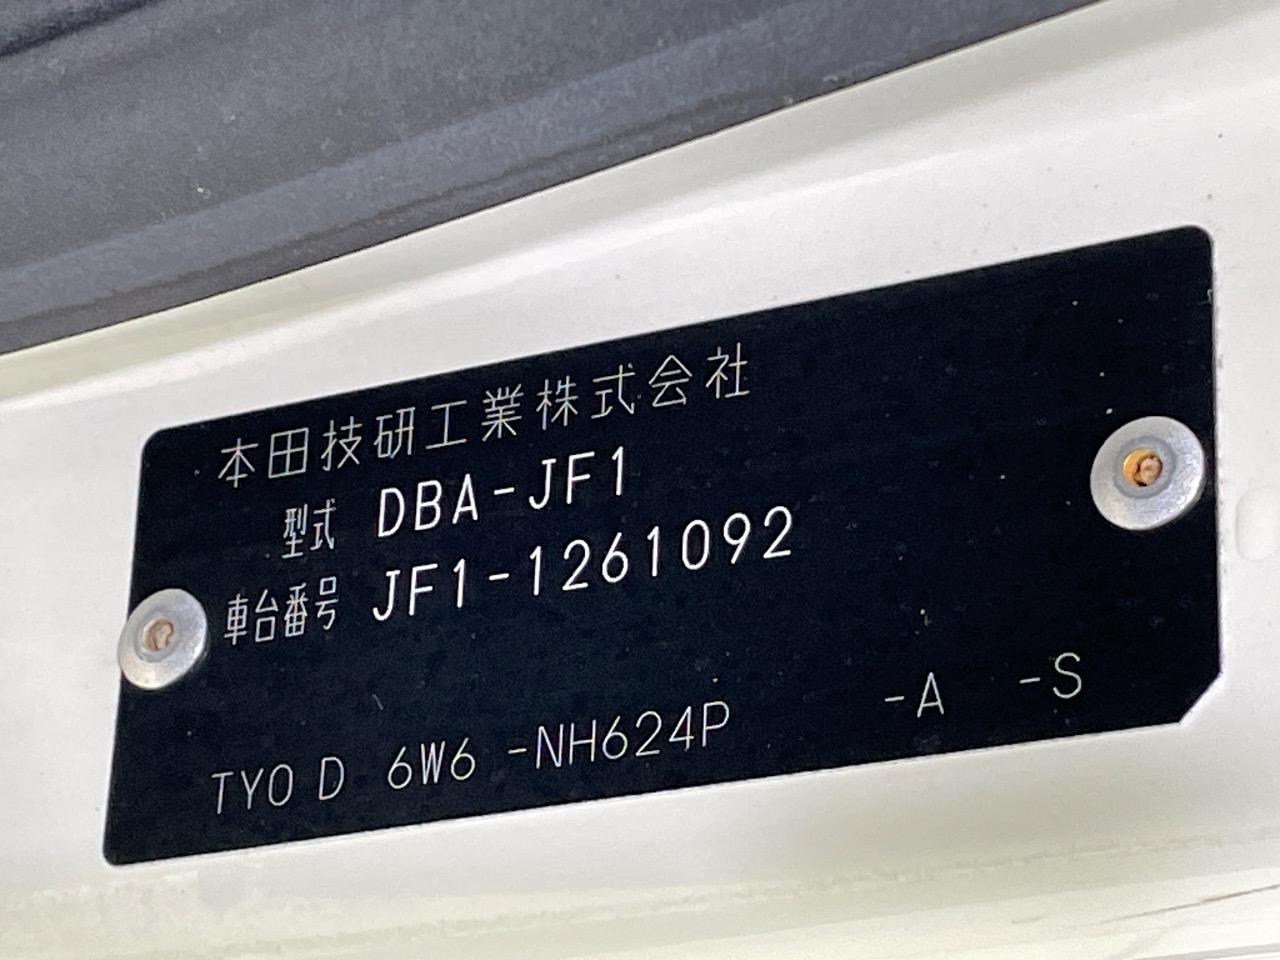 本田技研工業株式会社
型式 DBA-JF1
車台番号 JF1-1261092
TYO D 6W6 -NH624P -A -S